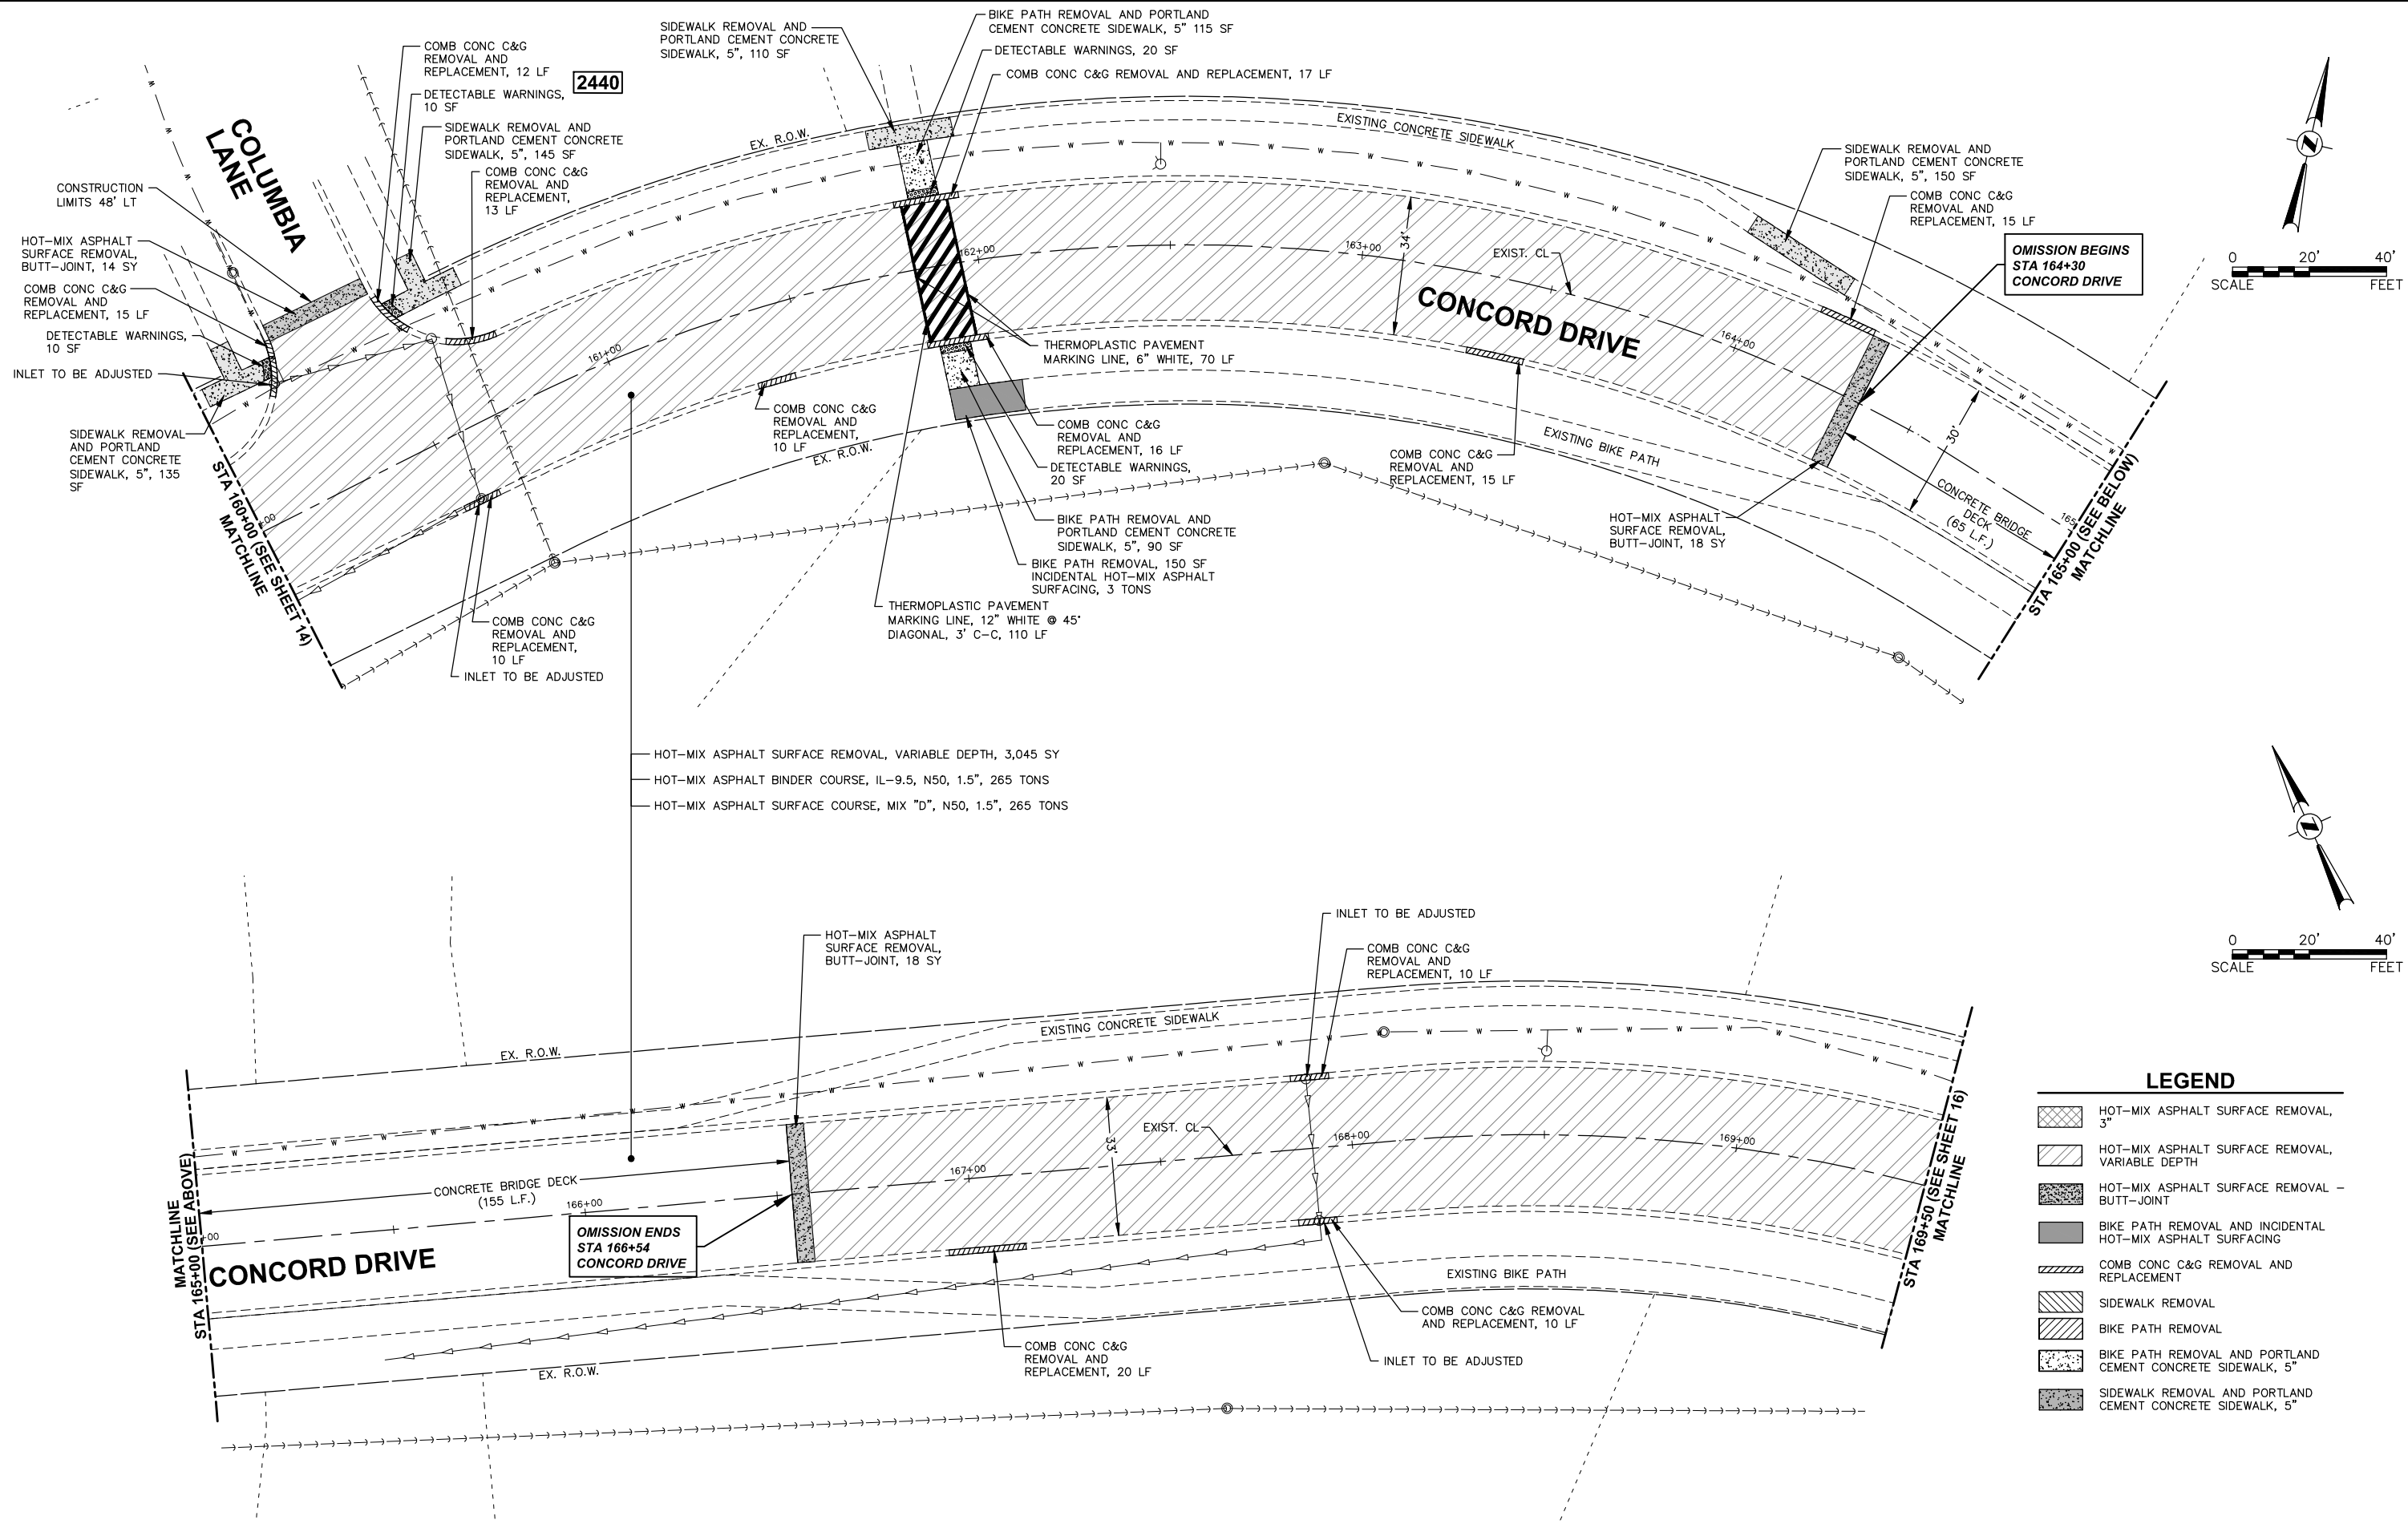 SIDEWALK REMOVAL AND
PORTLAND CEMENT CONCRETE
SIDEWALK, 5", 110 SF
BIKE PATH REMOVAL AND PORTLAND
CEMENT CONCRETE SIDEWALK, 5" 115 SF
DETECTABLE WARNINGS, 20 SF
COMB CONC C&G REMOVAL AND REPLACEMENT, 17 LF
COMB CONC C&G
REMOVAL AND
REPLACEMENT, 12 LF
2440
DETECTABLE WARNINGS,
10 SF
SIDEWALK REMOVAL AND
PORTLAND CEMENT CONCRETE
SIDEWALK, 5", 145 SF
COMB CONC C&G
REMOVAL AND
REPLACEMENT,
13 LF
COLUMBIA
LANE
CONSTRUCTION
LIMITS 48' LT
HOT-MIX ASPHALT
SURFACE REMOVAL,
BUTT-JOINT, 14 SY
COMB CONC C&G
REMOVAL AND
REPLACEMENT, 15 LF
DETECTABLE WARNINGS,
10 SF
INLET TO BE ADJUSTED
SIDEWALK REMOVAL
AND PORTLAND
CEMENT CONCRETE
SIDEWALK, 5", 135
SF
STA 160+00 (SEE SHEET 14)
MATCHLINE
EX. R.O.W.
EXISTING CONCRETE SIDEWALK
161+00
162+00
163+00
34'
EXIST. CL
CONCORD DRIVE
164+00
SIDEWALK REMOVAL AND
PORTLAND CEMENT CONCRETE
SIDEWALK, 5", 150 SF
COMB CONC C&G
REMOVAL AND
REPLACEMENT, 15 LF
OMISSION BEGINS
STA 164+30
CONCORD DRIVE
0 20' 40'
SCALE FEET
THERMOPLASTIC PAVEMENT
MARKING LINE, 6" WHITE, 70 LF
COMB CONC C&G
REMOVAL AND
REPLACEMENT,
10 LF
EX. R.O.W.
COMB CONC C&G
REMOVAL AND
REPLACEMENT, 16 LF
DETECTABLE WARNINGS,
20 SF
BIKE PATH REMOVAL AND
PORTLAND CEMENT CONCRETE
SIDEWALK, 5", 90 SF
BIKE PATH REMOVAL, 150 SF
INCIDENTAL HOT-MIX ASPHALT
SURFACING, 3 TONS
THERMOPLASTIC PAVEMENT
MARKING LINE, 12" WHITE @ 45°
DIAGONAL, 3' C-C, 110 LF
COMB CONC C&G
REMOVAL AND
REPLACEMENT, 15 LF
EXISTING BIKE PATH
HOT-MIX ASPHALT
SURFACE REMOVAL,
BUTT-JOINT, 18 SY
30'
CONCRETE BRIDGE
DECK
(65 L.F.)
STA 165+00 (SEE BELOW)
MATCHLINE
COMB CONC C&G
REMOVAL AND
REPLACEMENT,
10 LF
INLET TO BE ADJUSTED
HOT-MIX ASPHALT SURFACE REMOVAL, VARIABLE DEPTH, 3,045 SY
HOT-MIX ASPHALT BINDER COURSE, IL-9.5, N50, 1.5", 265 TONS
HOT-MIX ASPHALT SURFACE COURSE, MIX "D", N50, 1.5", 265 TONS
0 20' 40'
SCALE FEET
HOT-MIX ASPHALT
SURFACE REMOVAL,
BUTT-JOINT, 18 SY
INLET TO BE ADJUSTED
COMB CONC C&G
REMOVAL AND
REPLACEMENT, 10 LF
EX. R.O.W.
EXISTING CONCRETE SIDEWALK
MATCHLINE
STA 165+00 (SEE ABOVE)
CONCRETE BRIDGE DECK
(155 L.F.)
166+00
CONCORD DRIVE
OMISSION ENDS
STA 166+54
CONCORD DRIVE
167+00
33'
EXIST. CL
168+00
169+00
STA 169+50 (SEE SHEET 16)
MATCHLINE
EXISTING BIKE PATH
COMB CONC C&G REMOVAL
AND REPLACEMENT, 10 LF
INLET TO BE ADJUSTED
COMB CONC C&G
REMOVAL AND
REPLACEMENT, 20 LF
EX. R.O.W.
LEGEND
HOT-MIX ASPHALT SURFACE REMOVAL,
3"
HOT-MIX ASPHALT SURFACE REMOVAL,
VARIABLE DEPTH
HOT-MIX ASPHALT SURFACE REMOVAL -
BUTT-JOINT
BIKE PATH REMOVAL AND INCIDENTAL
HOT-MIX ASPHALT SURFACING
COMB CONC C&G REMOVAL AND
REPLACEMENT
SIDEWALK REMOVAL
BIKE PATH REMOVAL
BIKE PATH REMOVAL AND PORTLAND
CEMENT CONCRETE SIDEWALK, 5"
SIDEWALK REMOVAL AND PORTLAND
CEMENT CONCRETE SIDEWALK, 5"